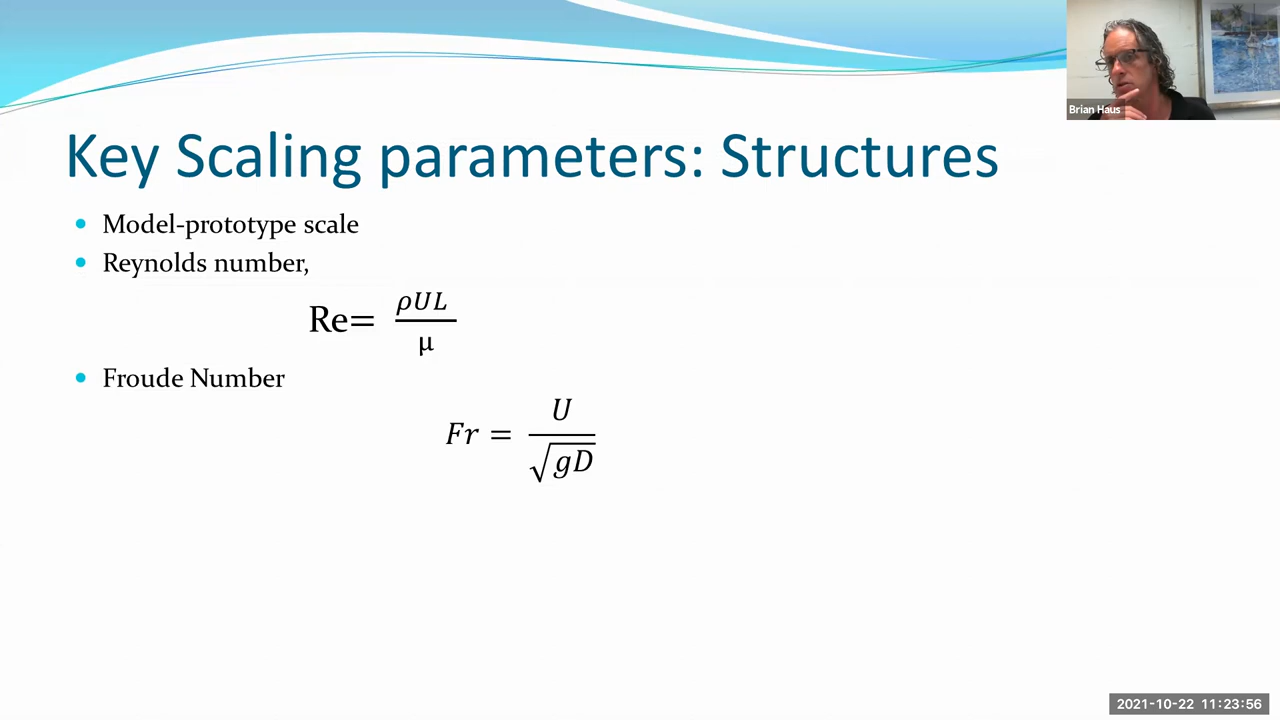 Brian Haus
Key Scaling parameters: Structures
• Model-prototype scale
• Reynolds number,
Re= ρUL / μ
• Froude Number
Fr = U / √gD
2021-10-22 11:23:56